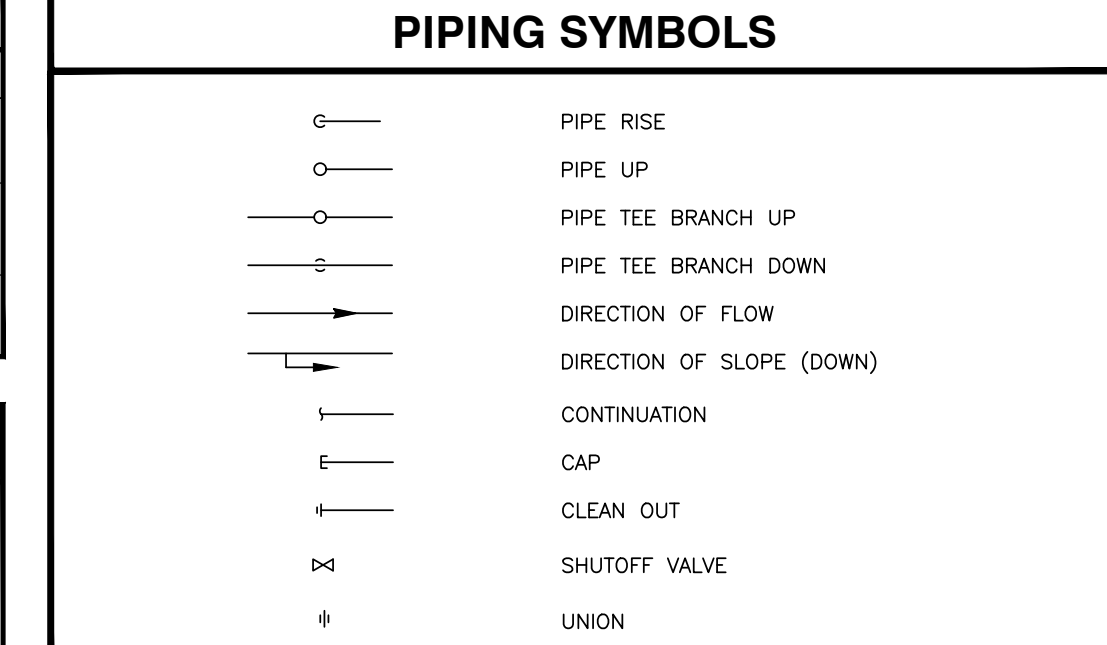 PIPING SYMBOLS
PIPE RISE
PIPE UP
PIPE TEE BRANCH UP
PIPE TEE BRANCH DOWN
DIRECTION OF FLOW
DIRECTION OF SLOPE (DOWN)
CONTINUATION
CAP
CLEAN OUT
SHUTOFF VALVE
UNION